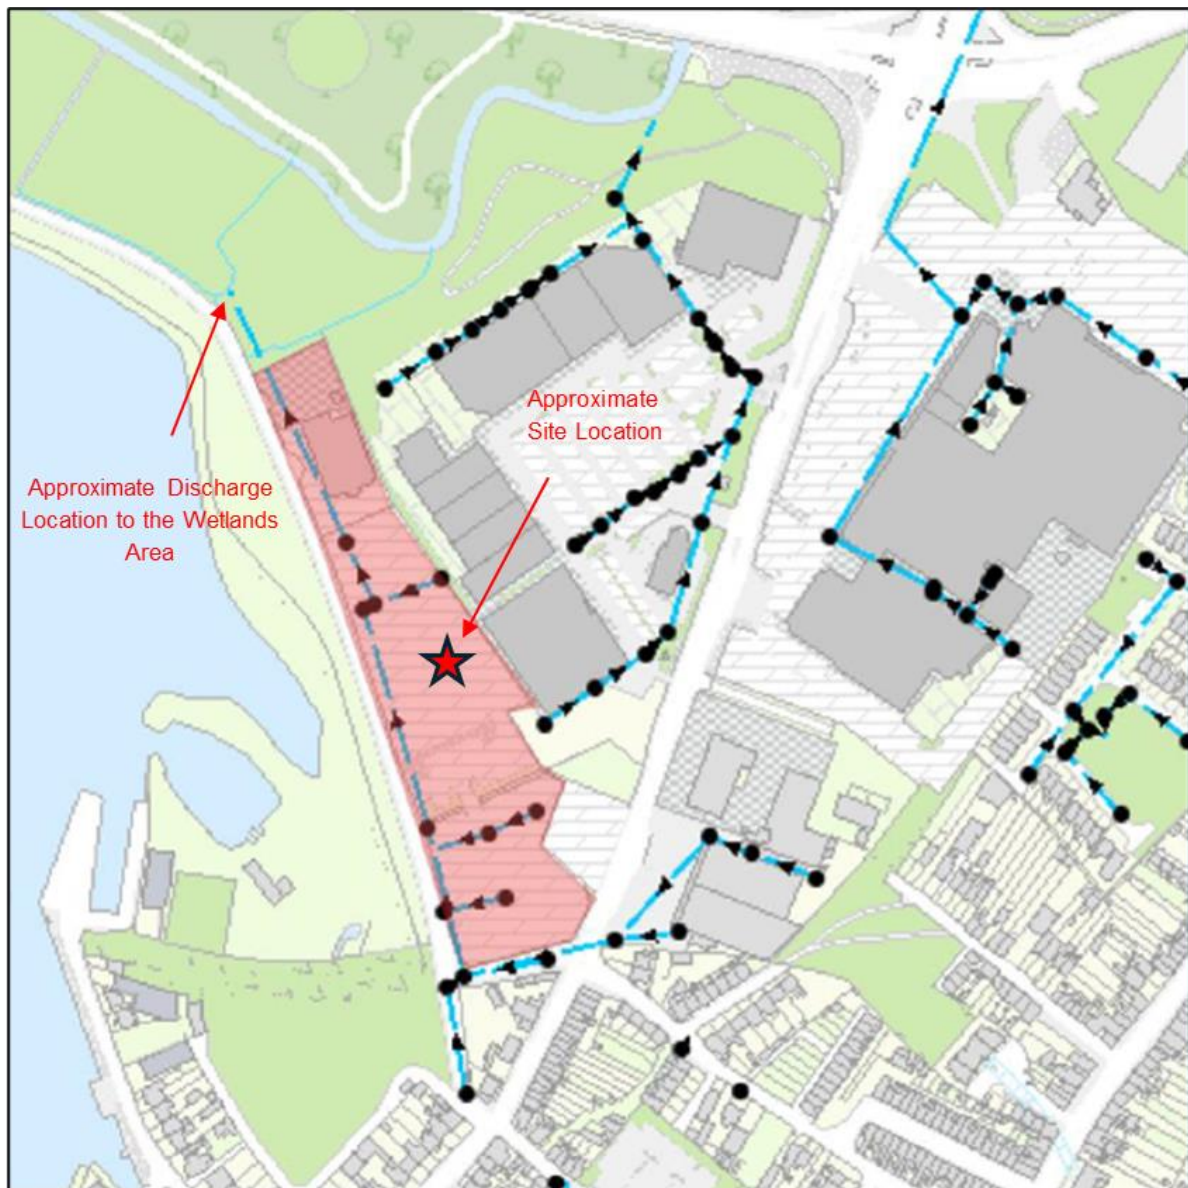 Approximate
Site Location
Approximate Discharge
Location to the Wetlands
Area